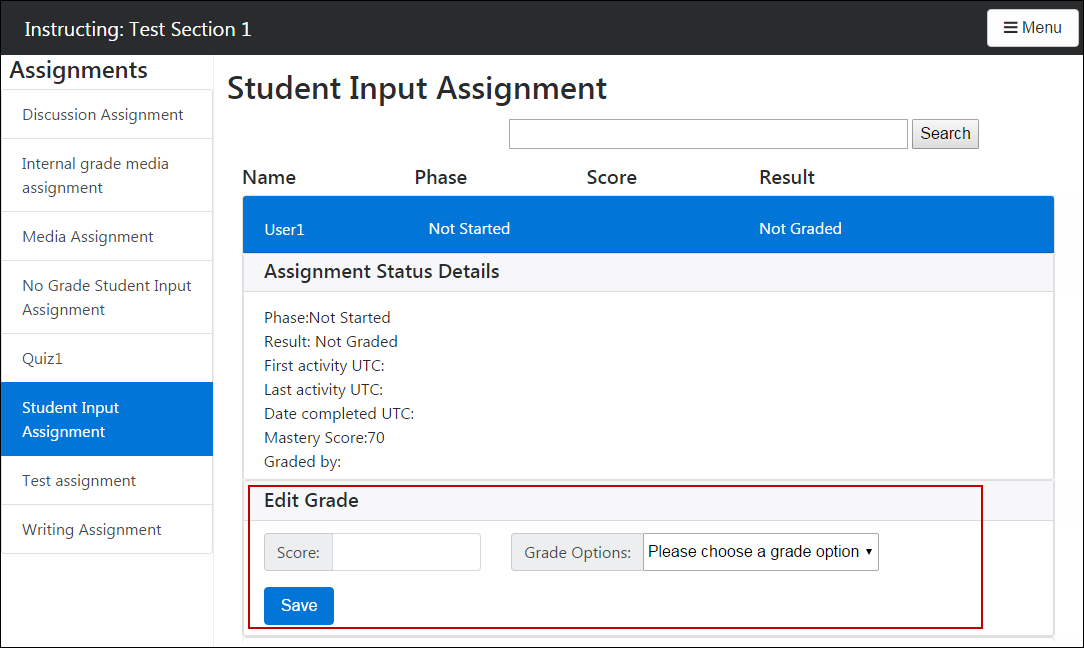 Instructing: Test Section 1
Menu
Assignments
Discussion Assignment
Internal grade media
assignment
Media Assignment
No Grade Student Input
Assignment
Quiz1
Student Input
Assignment
Test assignment
Writing Assignment
Student Input Assignment
Search
Name Phase Score Result
User1 Not Started Not Graded
Assignment Status Details
Phase:Not Started
Result: Not Graded
First activity UTC:
Last activity UTC:
Date completed UTC:
Mastery Score:70
Graded by:
Edit Grade
Score: Grade Options: Please choose a grade option
Save